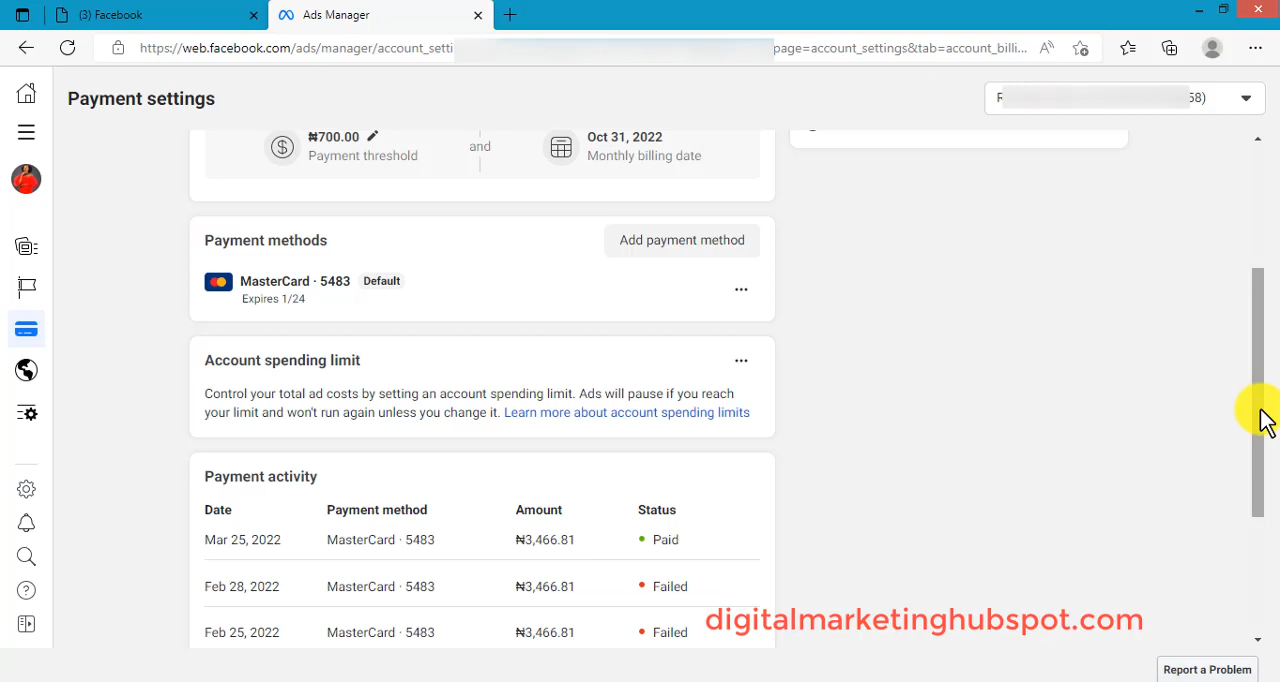 (3) Facebook
Ads Manager
https://web.facebook.com/ads/manager/account_setti page=account_settings&tab=account_billi...
Payment settings
58)
₦700.00
Payment threshold
and
Oct 31, 2022
Monthly billing date
Payment methods
Add payment method
MasterCard · 5483 Default
Expires 1/24
Account spending limit
Control your total ad costs by setting an account spending limit. Ads will pause if you reach
your limit and won't run again unless you change it. Learn more about account spending limits
Payment activity
Date Payment method Amount Status
Mar 25, 2022 MasterCard · 5483 ₦3,466.81 Paid
Feb 28, 2022 MasterCard · 5483 ₦3,466.81 Failed
Feb 25, 2022 MasterCard · 5483 ₦3,466.81 Failed
digitalmarketinghubspot.com
Report a Problem